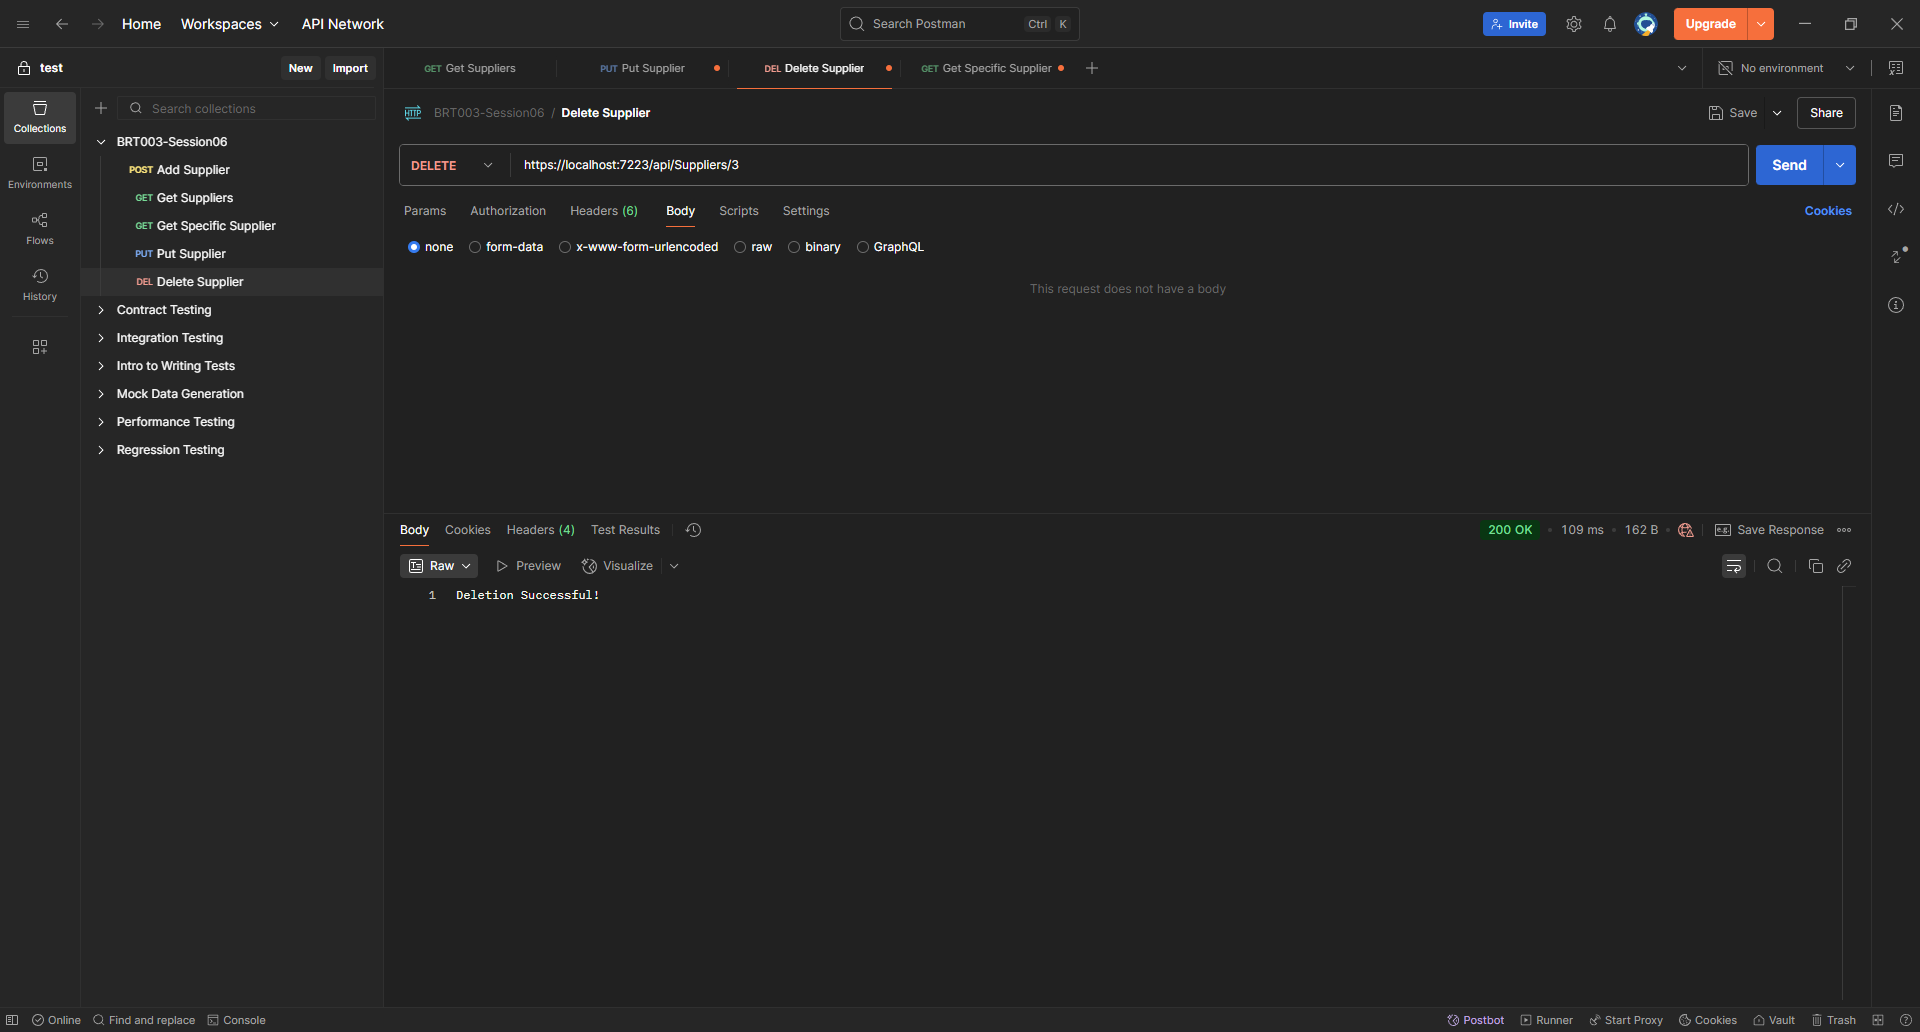 Home Workspaces API Network Search Postman Ctrl K Invite Upgrade
test New Import GET Get Suppliers PUT Put Supplier DEL Delete Supplier GET Get Specific Supplier No environment
Search collections
HTTP BRT003-Session06 / Delete Supplier Save Share
Collections
Environments
Flows
History
BRT003-Session06
POST Add Supplier
GET Get Suppliers
GET Get Specific Supplier
PUT Put Supplier
DEL Delete Supplier
Contract Testing
Integration Testing
Intro to Writing Tests
Mock Data Generation
Performance Testing
Regression Testing
DELETE https://localhost:7223/api/Suppliers/3 Send
Params Authorization Headers (6) Body Scripts Settings Cookies
none form-data x-www-form-urlencoded raw binary GraphQL
This request does not have a body
Body Cookies Headers (4) Test Results 200 OK • 109 ms • 162 B • e.g. Save Response
Raw Preview Visualize
1 Deletion Successful!
Online Find and replace Console Postbot Runner Start Proxy Cookies Vault Trash